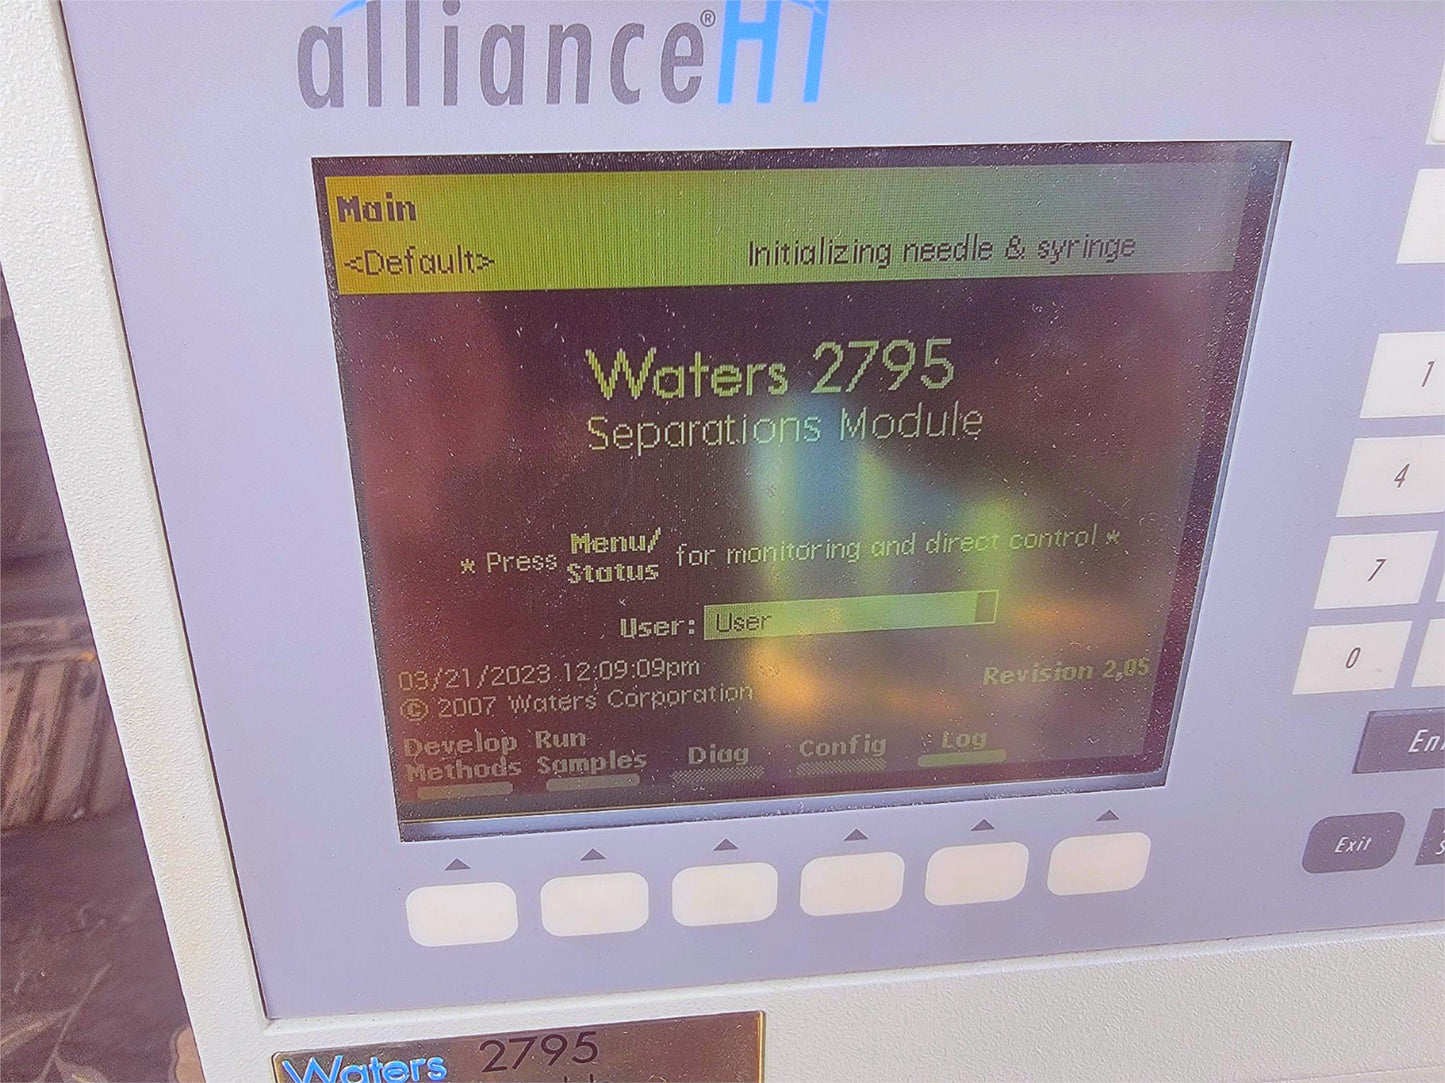 alliance® HT
Main
<Default> Initializing needle & syringe
Waters 2795
Separations Module
* Press Menu/Status for monitoring and direct control *
User: User
03/21/2023 12:09:09pm Revision 2.05
© 2007 Waters Corporation
Develop Methods Run Samples Diag Config Log
1
4
7
0
Exit
Waters 2795